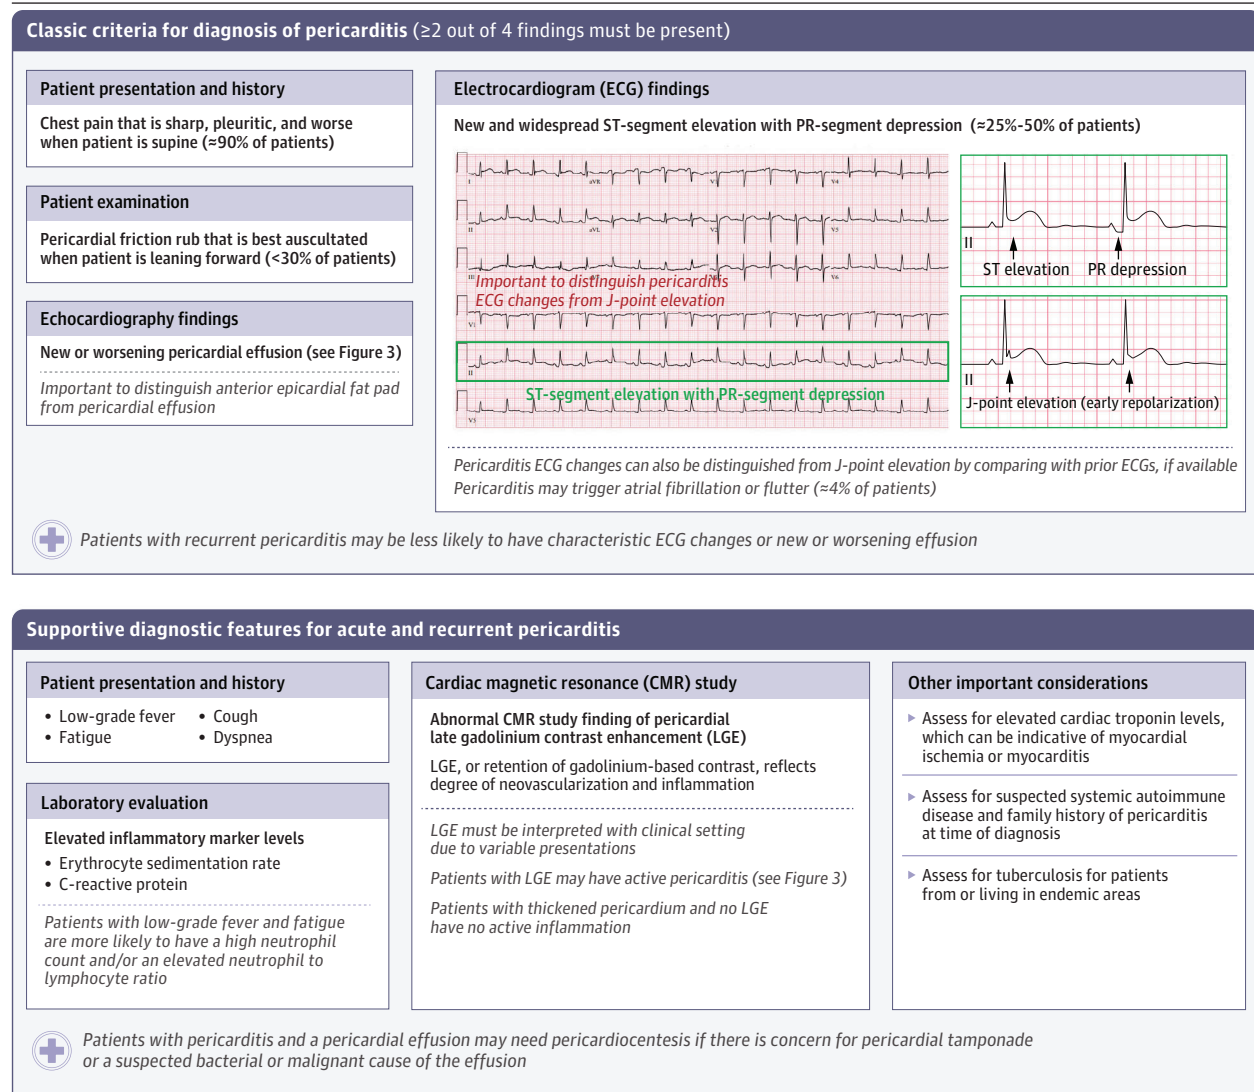 Classic criteria for diagnosis of pericarditis (≥2 out of 4 findings must be present)
Patient presentation and history
Chest pain that is sharp, pleuritic, and worse
when patient is supine (≈90% of patients)
Patient examination
Pericardial friction rub that is best auscultated
when patient is leaning forward (<30% of patients)
Echocardiography findings
New or worsening pericardial effusion (see Figure 3)
Important to distinguish anterior epicardial fat pad
from pericardial effusion
Electrocardiogram (ECG) findings
New and widespread ST-segment elevation with PR-segment depression (≈25%-50% of patients)
I aVR V1 V4
II aVL V2 V5
III V6
Important to distinguish pericarditis
ECG changes from J-point elevation
V1
II
ST-segment elevation with PR-segment depression
V5
II
ST elevation PR depression
II
J-point elevation (early repolarization)
Pericarditis ECG changes can also be distinguished from J-point elevation by comparing with prior ECGs, if available
Pericarditis may trigger atrial fibrillation or flutter (≈4% of patients)
Patients with recurrent pericarditis may be less likely to have characteristic ECG changes or new or worsening effusion
Supportive diagnostic features for acute and recurrent pericarditis
Patient presentation and history
• Low-grade fever • Cough
• Fatigue • Dyspnea
Laboratory evaluation
Elevated inflammatory marker levels
• Erythrocyte sedimentation rate
• C-reactive protein
Patients with low-grade fever and fatigue
are more likely to have a high neutrophil
count and/or an elevated neutrophil to
lymphocyte ratio
Cardiac magnetic resonance (CMR) study
Abnormal CMR study finding of pericardial
late gadolinium contrast enhancement (LGE)
LGE, or retention of gadolinium-based contrast, reflects
degree of neovascularization and inflammation
LGE must be interpreted with clinical setting
due to variable presentations
Patients with LGE may have active pericarditis (see Figure 3)
Patients with thickened pericardium and no LGE
have no active inflammation
Other important considerations
▸ Assess for elevated cardiac troponin levels,
which can be indicative of myocardial
ischemia or myocarditis
▸ Assess for suspected systemic autoimmune
disease and family history of pericarditis
at time of diagnosis
▸ Assess for tuberculosis for patients
from or living in endemic areas
Patients with pericarditis and a pericardial effusion may need pericardiocentesis if there is concern for pericardial tamponade
or a suspected bacterial or malignant cause of the effusion